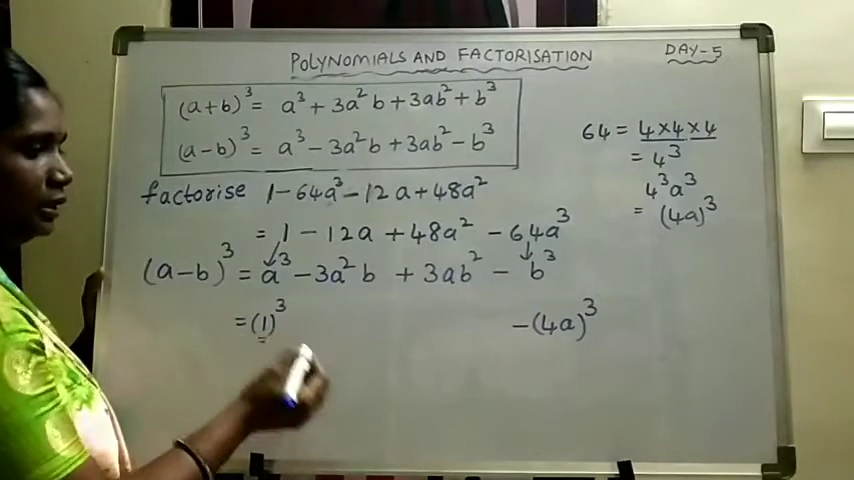 POLYNOMIALS AND FACTORISATION
DAY-5
(a+b)³ = a³ + 3a²b + 3ab² + b³
(a-b)³ = a³ - 3a²b + 3ab² - b³
64 = 4×4×4
= 4³
4³a³
= (4a)³
factorise 1 - 64a³ - 12a + 48a²
= 1 - 12a + 48a² - 64a³
(a-b)³ = a³ - 3a²b + 3ab² - b³
= (1)³ - (4a)³